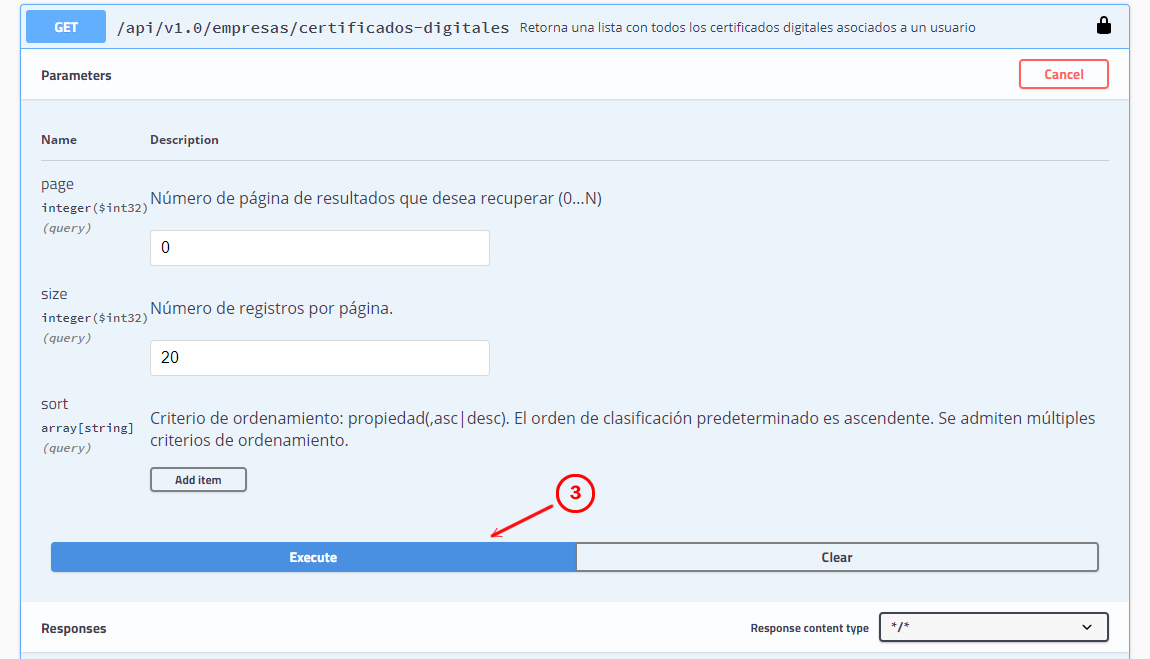 GET /api/v1.0/empresas/certificados-digitales Retorna una lista con todos los certificados digitales asociados a un usuario
Parameters Cancel
Name Description
page
integer($int32)
(query)
Número de página de resultados que desea recuperar (0...N)
0
size
integer($int32)
(query)
Número de registros por página.
20
sort
array[string]
(query)
Criterio de ordenamiento: propiedad(,asc|desc). El orden de clasificación predeterminado es ascendente. Se admiten múltiples
criterios de ordenamiento.
Add item
3
Execute Clear
Responses Response content type */*